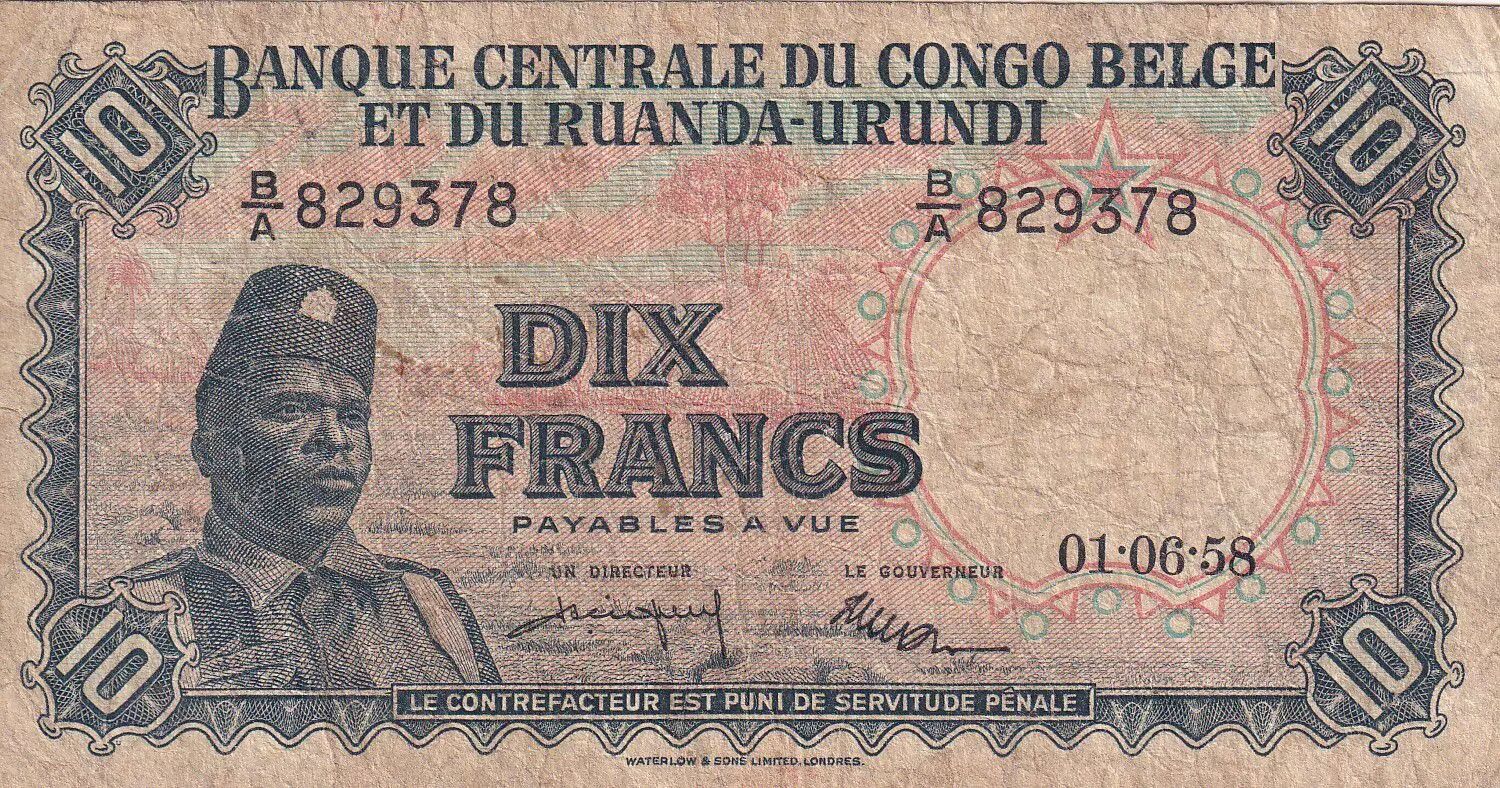 BANQUE CENTRALE DU CONGO BELGE
ET DU RUANDA-URUNDI
10
10
B/A 829378
B/A 829378
DIX
FRANCS
PAYABLES A VUE
UN DIRECTEUR
LE GOUVERNEUR
01·06·58
10
10
LE CONTREFACTEUR EST PUNI DE SERVITUDE PÉNALE
WATERLOW & SONS LIMITED, LONDRES.